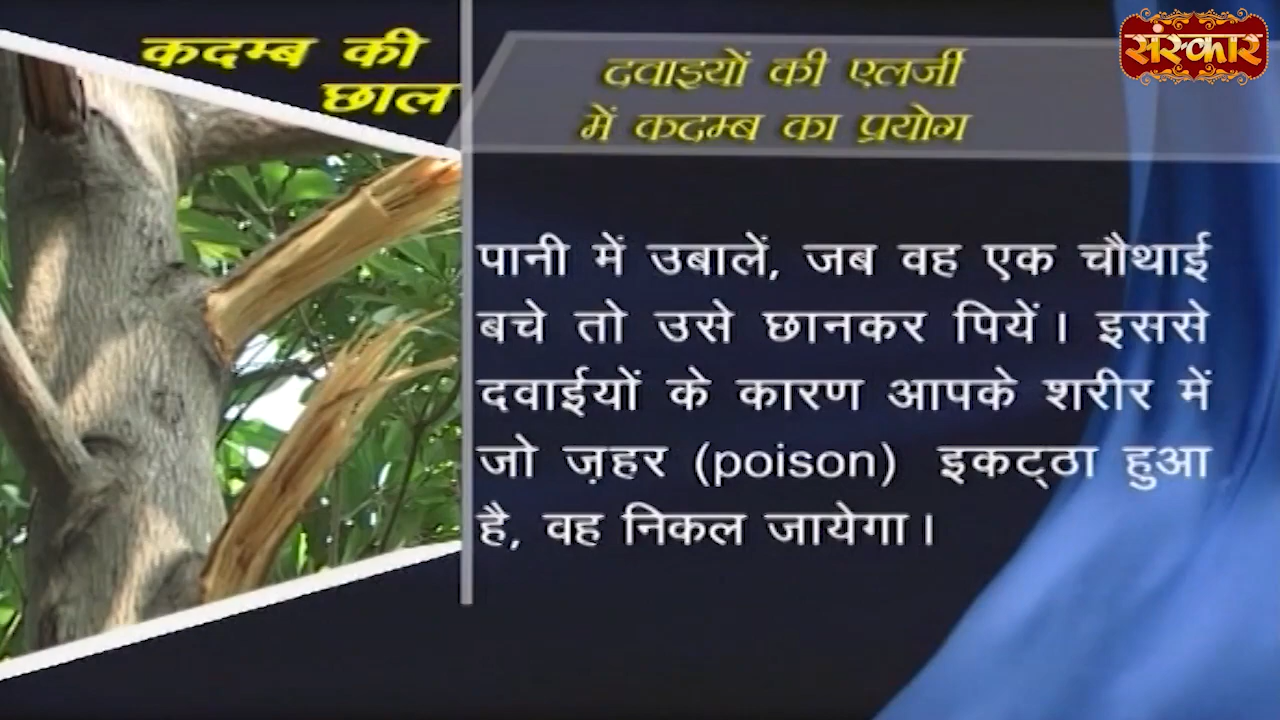 कदम्ब की
छाल
दवाइयों की एलर्जी
में कदम्ब का प्रयोग
संस्कार
पानी में उबालें, जब वह एक चौथाई
बचे तो उसे छानकर पियें। इससे
दवाईयों के कारण आपके शरीर में
जो ज़हर (poison) इकट्ठा हुआ
है, वह निकल जायेगा।